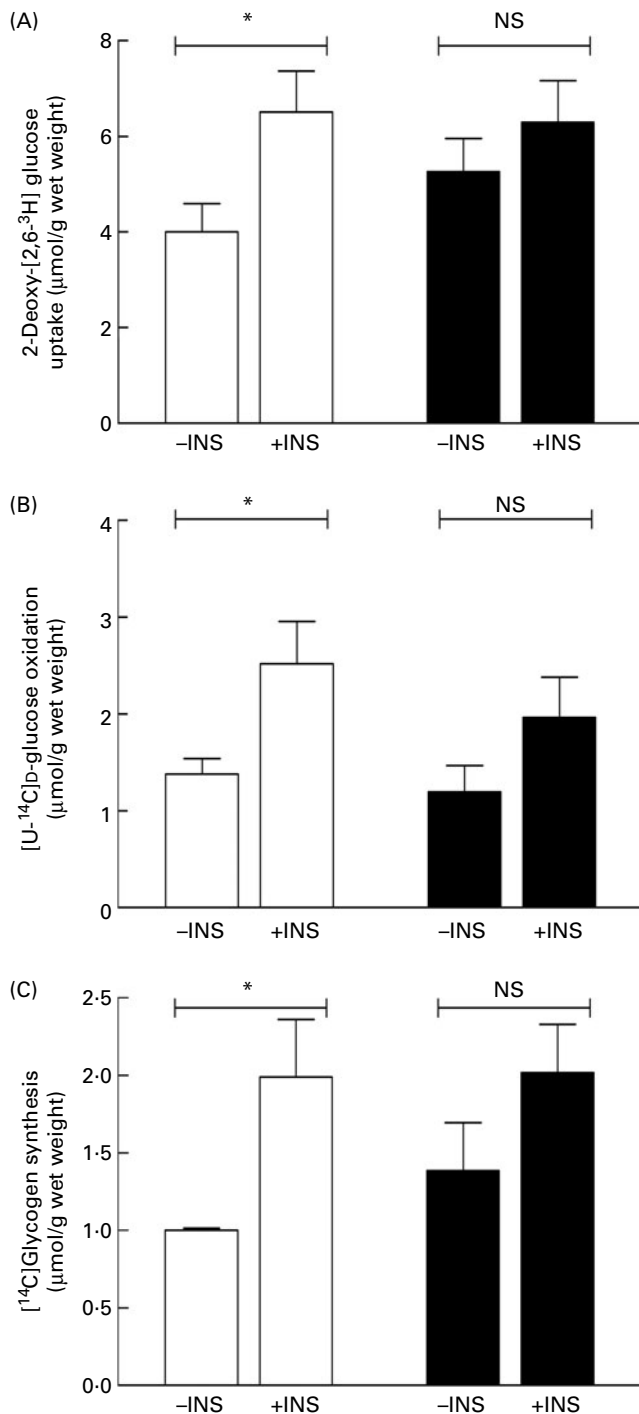 (A)
* NS
8
6
4
2
0
2-Deoxy-[2,6-³H] glucose
uptake (μmol/g wet weight)
–INS +INS –INS +INS
(B)
* NS
4
3
2
1
0
[U-¹⁴C]D-glucose oxidation
(μmol/g wet weight)
–INS +INS –INS +INS
(C)
* NS
2·5
2·0
1·5
1·0
0·5
0·0
[¹⁴C]Glycogen synthesis
(μmol/g wet weight)
–INS +INS –INS +INS